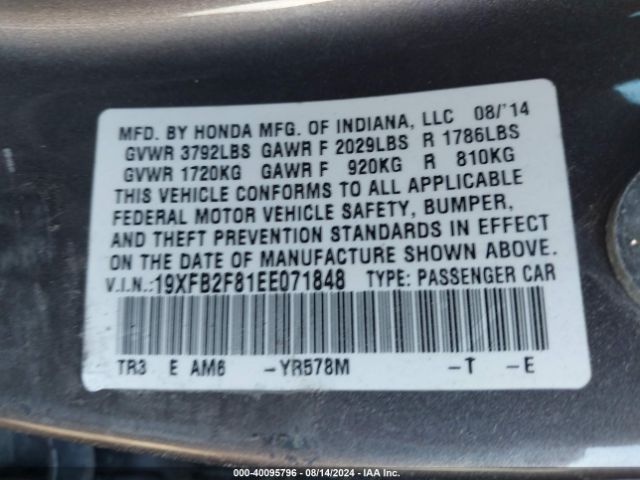 MFD. BY HONDA MFG. OF INDIANA, LLC 08/'14
GVWR 3792LBS GAWR F 2029LBS R 1786LBS
GVWR 1720KG GAWR F 920KG R 810KG
THIS VEHICLE CONFORMS TO ALL APPLICABLE
FEDERAL MOTOR VEHICLE SAFETY, BUMPER,
AND THEFT PREVENTION STANDARDS IN EFFECT
ON THE DATE OF MANUFACTURE SHOWN ABOVE.
V.I.N.:19XFB2F81EE071848 TYPE: PASSENGER CAR
TR3 E AM6 -YR578M -T -E
© - 40095796 - 08/14/2024 - IAA Inc.